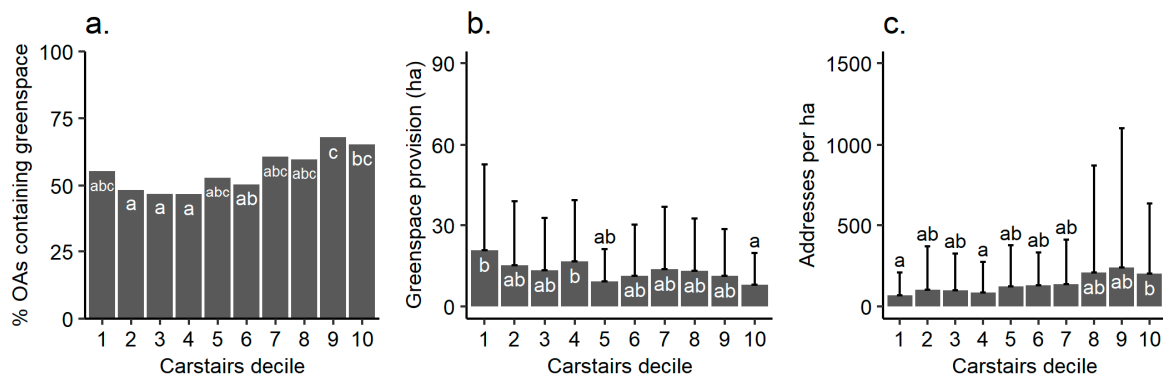 a.
% OAs containing greenspace
100
75
50
25
0
abc a a a abc ab abc abc c bc
1 2 3 4 5 6 7 8 9 10
Carstairs decile
b.
Greenspace provision (ha)
90
60
30
0
b ab ab b ab ab ab ab ab a
1 2 3 4 5 6 7 8 9 10
Carstairs decile
c.
Addresses per ha
1500
1000
500
0
a ab ab a ab ab ab ab ab b
1 2 3 4 5 6 7 8 9 10
Carstairs decile